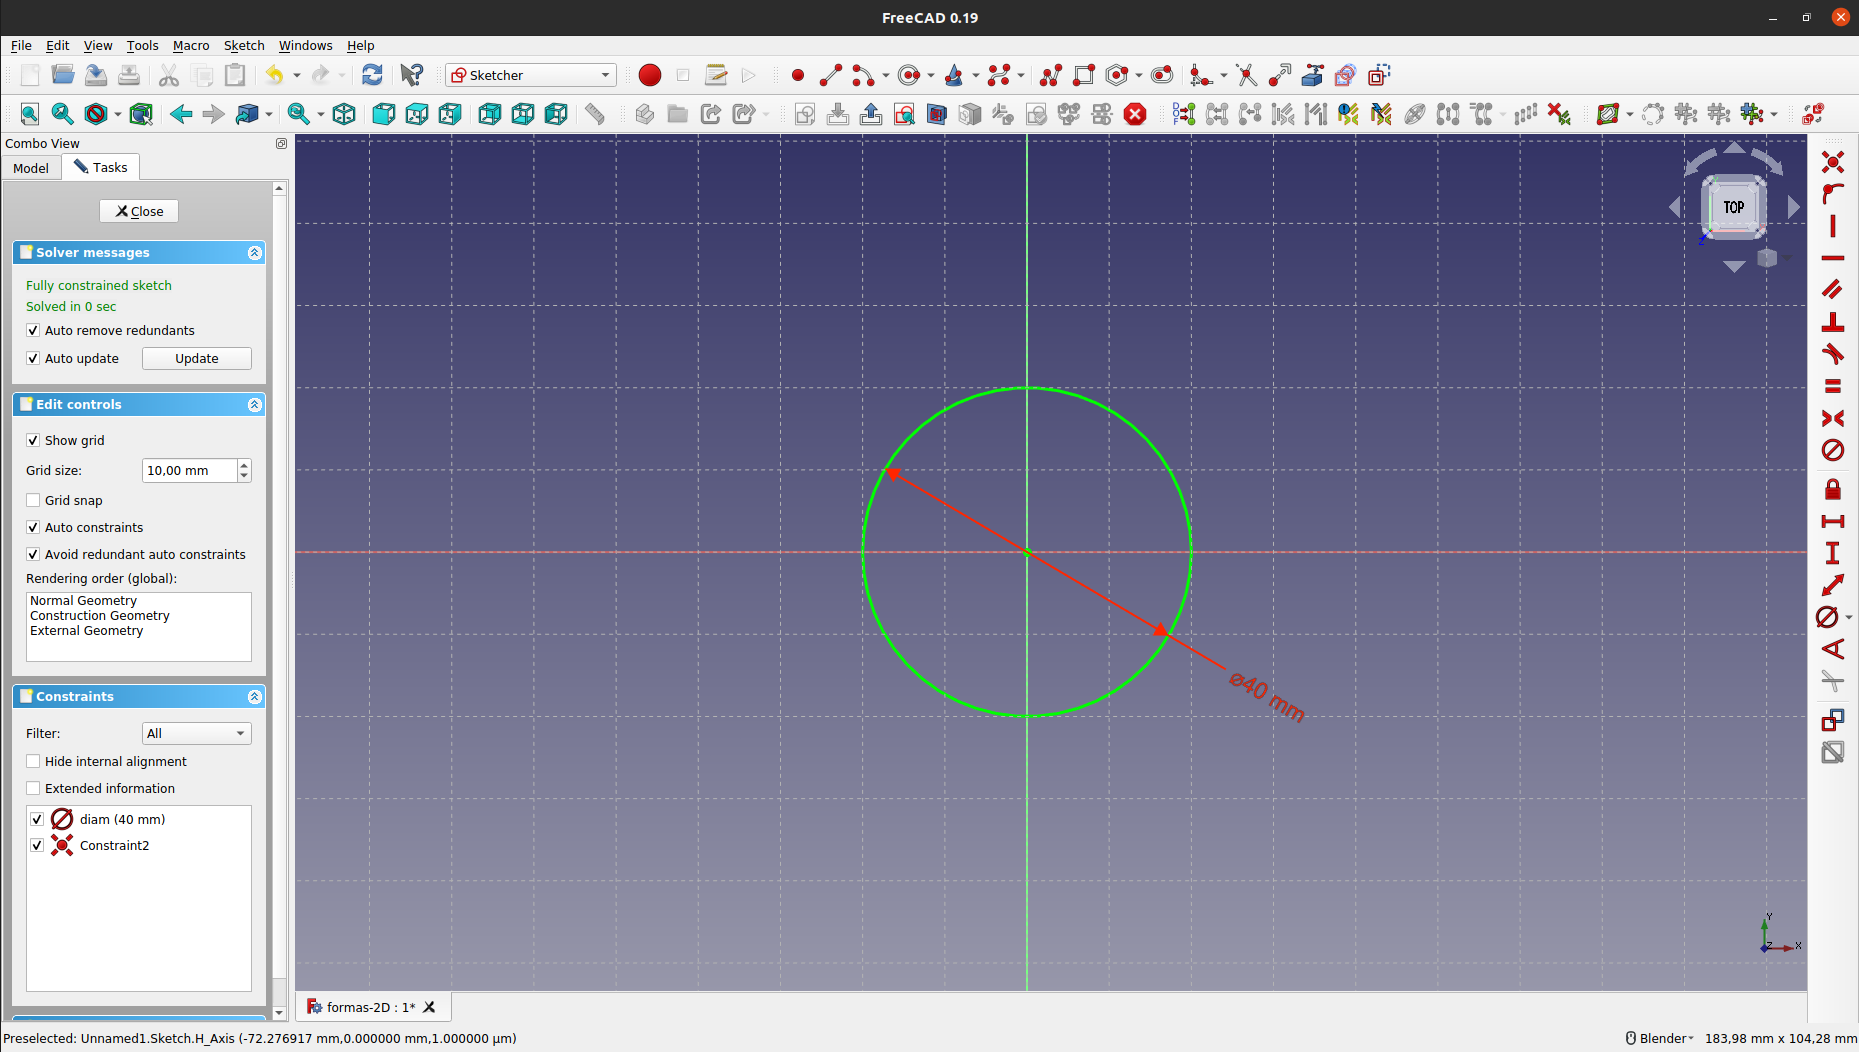 FreeCAD 0.19
File Edit View Tools Macro Sketch Windows Help
Sketcher
Combo View
Model Tasks
Close
Solver messages
Fully constrained sketch
Solved in 0 sec
Auto remove redundants
Auto update Update
Edit controls
Show grid
Grid size: 10,00 mm
Grid snap
Auto constraints
Avoid redundant auto constraints
Rendering order (global):
Normal Geometry
Construction Geometry
External Geometry
Constraints
Filter: All
Hide internal alignment
Extended information
diam (40 mm)
Constraint2
TOP
Z
⌀40 mm
Y
Z X
formas-2D : 1*
Preselected: Unnamed1.Sketch.H_Axis (-72.276917 mm,0.000000 mm,1.000000 µm)
Blender 183,98 mm x 104,28 mm